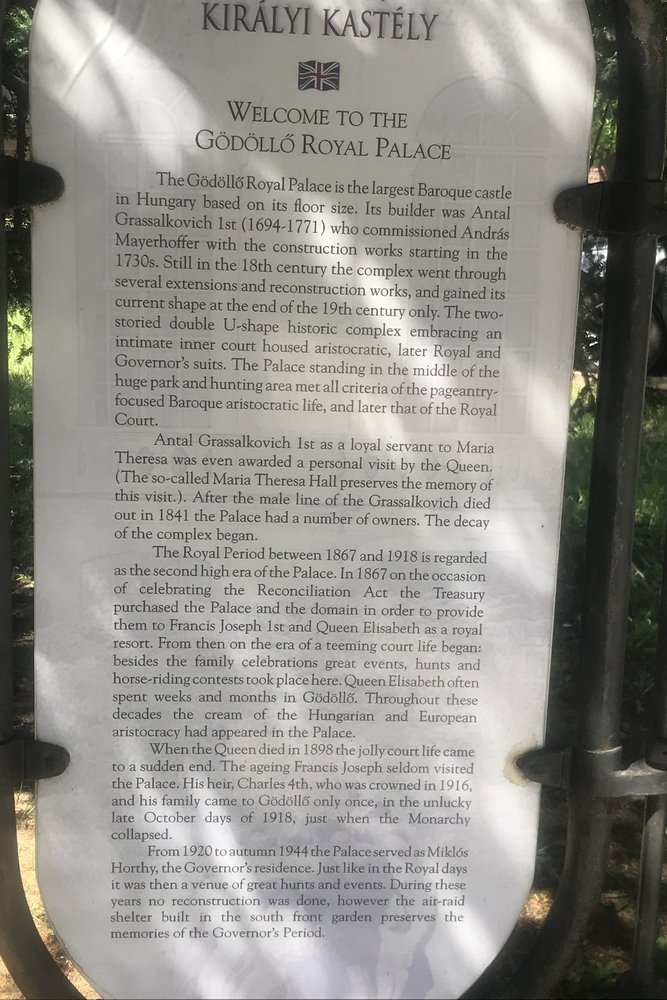 KIRÁLYI KASTÉLY
WELCOME TO THE
GÖDÖLLŐ ROYAL PALACE
The Gödöllő Royal Palace is the largest Baroque castle
in Hungary based on its floor size. Its builder was Antal
Grassalkovich 1st (1694-1771) who commissioned András
Mayerhoffer with the construction works starting in the
1730s. Still in the 18th century the complex went through
several extensions and reconstruction works, and gained its
current shape at the end of the 19th century only. The two-
storied double U-shape historic complex embracing an
intimate inner court housed aristocratic, later Royal and
Governor's suits. The Palace standing in the middle of the
huge park and hunting area met all criteria of the pageantry-
focused Baroque aristocratic life, and later that of the Royal
Court.
Antal Grassalkovich 1st as a loyal servant to Maria
Theresa was even awarded a personal visit by the Queen.
(The so-called Maria Theresa Hall preserves the memory of
this visit.). After the male line of the Grassalkovich died
out in 1841 the Palace had a number of owners. The decay
of the complex began.
The Royal Period between 1867 and 1918 is regarded
as the second high era of the Palace. In 1867 on the occasion
of celebrating the Reconciliation Act the Treasury
purchased the Palace and the domain in order to provide
them to Francis Joseph 1st and Queen Elisabeth as a royal
resort. From then on the era of a teeming court life began:
besides the family celebrations great events, hunts and
horse-riding contests took place here. Queen Elisabeth often
spent weeks and months in Gödöllő. Throughout these
decades the cream of the Hungarian and European
aristocracy had appeared in the Palace.
When the Queen died in 1898 the jolly court life came
to a sudden end. The ageing Francis Joseph seldom visited
the Palace. His heir, Charles 4th, who was crowned in 1916,
and his family came to Gödöllő only once, in the unlucky
late October days of 1918, just when the Monarchy
collapsed.
From 1920 to autumn 1944 the Palace served as Miklós
Horthy, the Governor's residence. Just like in the Royal days
it was then a venue of great hunts and events. During these
years no reconstruction was done, however the air-raid
shelter built in the south front garden preserves the
memories of the Governor's Period.